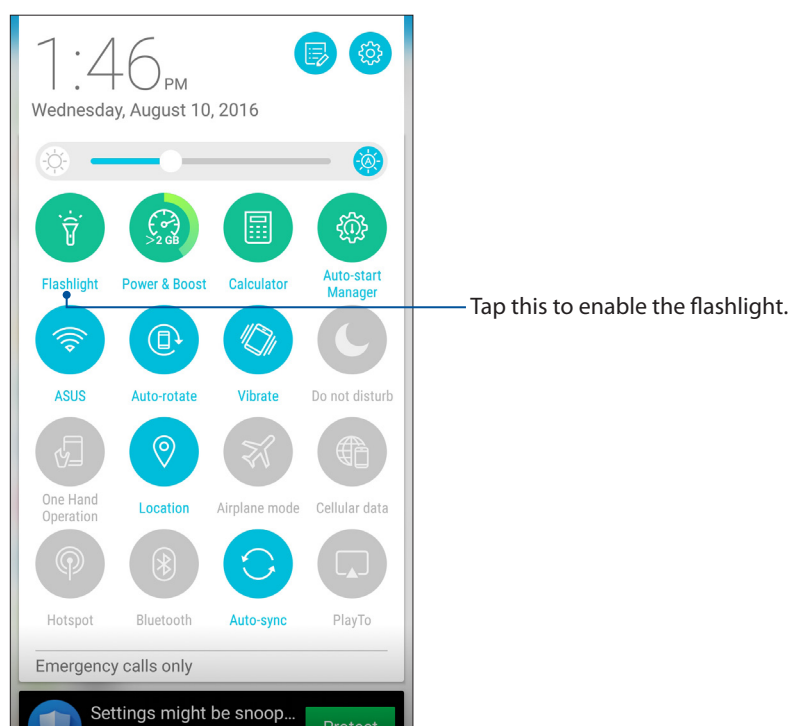 1:46 PM
Wednesday, August 10, 2016
A
>2 GB
Flashlight
Power & Boost
Calculator
Auto-start
Manager
Tap this to enable the flashlight.
ASUS
Auto-rotate
Vibrate
Do not disturb
One Hand
Operation
Location
Airplane mode
Cellular data
Hotspot
Bluetooth
Auto-sync
PlayTo
Emergency calls only
Settings might be snoop...
Protect